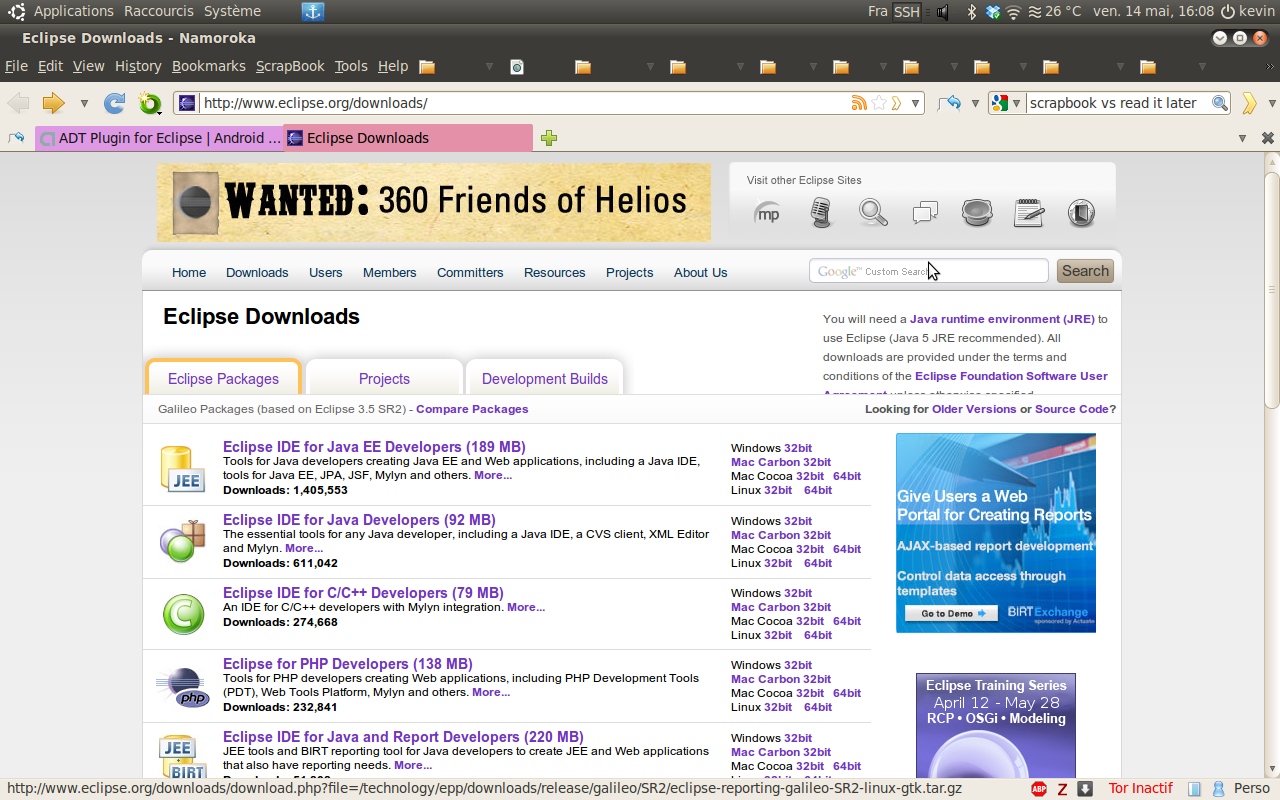 Applications Raccourcis Système Fra SSH 26 °C ven. 14 mai, 16:08 kevin
Eclipse Downloads - Namoroka
File Edit View History Bookmarks ScrapBook Tools Help
http://www.eclipse.org/downloads/ scrapbook vs read it later
ADT Plugin for Eclipse | Android ... Eclipse Downloads
WANTED: 360 Friends of Helios
Visit other Eclipse Sites
mp
Home Downloads Users Members Committers Resources Projects About Us Google™ Custom Search Search
Eclipse Downloads
You will need a Java runtime environment (JRE) to
use Eclipse (Java 5 JRE recommended). All
downloads are provided under the terms and
conditions of the Eclipse Foundation Software User
Agreement unless otherwise specified.
Eclipse Packages Projects Development Builds
Galileo Packages (based on Eclipse 3.5 SR2) - Compare Packages
Looking for Older Versions or Source Code?
JEE
Eclipse IDE for Java EE Developers (189 MB)
Tools for Java developers creating Java EE and Web applications, including a Java IDE,
tools for Java EE, JPA, JSF, Mylyn and others. More...
Downloads: 1,405,553
Windows 32bit
Mac Carbon 32bit
Mac Cocoa 32bit 64bit
Linux 32bit 64bit
Eclipse IDE for Java Developers (92 MB)
The essential tools for any Java developer, including a Java IDE, a CVS client, XML Editor
and Mylyn. More...
Downloads: 611,042
Windows 32bit
Mac Carbon 32bit
Mac Cocoa 32bit 64bit
Linux 32bit 64bit
C
Eclipse IDE for C/C++ Developers (79 MB)
An IDE for C/C++ developers with Mylyn integration. More...
Downloads: 274,668
Windows 32bit
Mac Carbon 32bit
Mac Cocoa 32bit 64bit
Linux 32bit 64bit
php
Eclipse for PHP Developers (138 MB)
Tools for PHP developers creating Web applications, including PHP Development Tools
(PDT), Web Tools Platform, Mylyn and others. More...
Downloads: 232,841
Windows 32bit
Mac Carbon 32bit
Mac Cocoa 32bit 64bit
Linux 32bit 64bit
JEE
BIRT
Eclipse IDE for Java and Report Developers (220 MB)
JEE tools and BIRT reporting tool for Java developers to create JEE and Web applications
that also have reporting needs. More...
Windows 32bit
Mac Carbon 32bit
Mac Cocoa 32bit 64bit
Give Users a Web
Portal for Creating Reports
AJAX-based report development
Control data access through
templates
Go to Demo BIRT Exchange
sponsored by Actuate
Eclipse Training Series
April 12 - May 28
RCP • OSGi • Modeling
http://www.eclipse.org/downloads/download.php?file=/technology/epp/downloads/release/galileo/SR2/eclipse-reporting-galileo-SR2-linux-gtk.tar.gz ABP Z Tor Inactif Perso